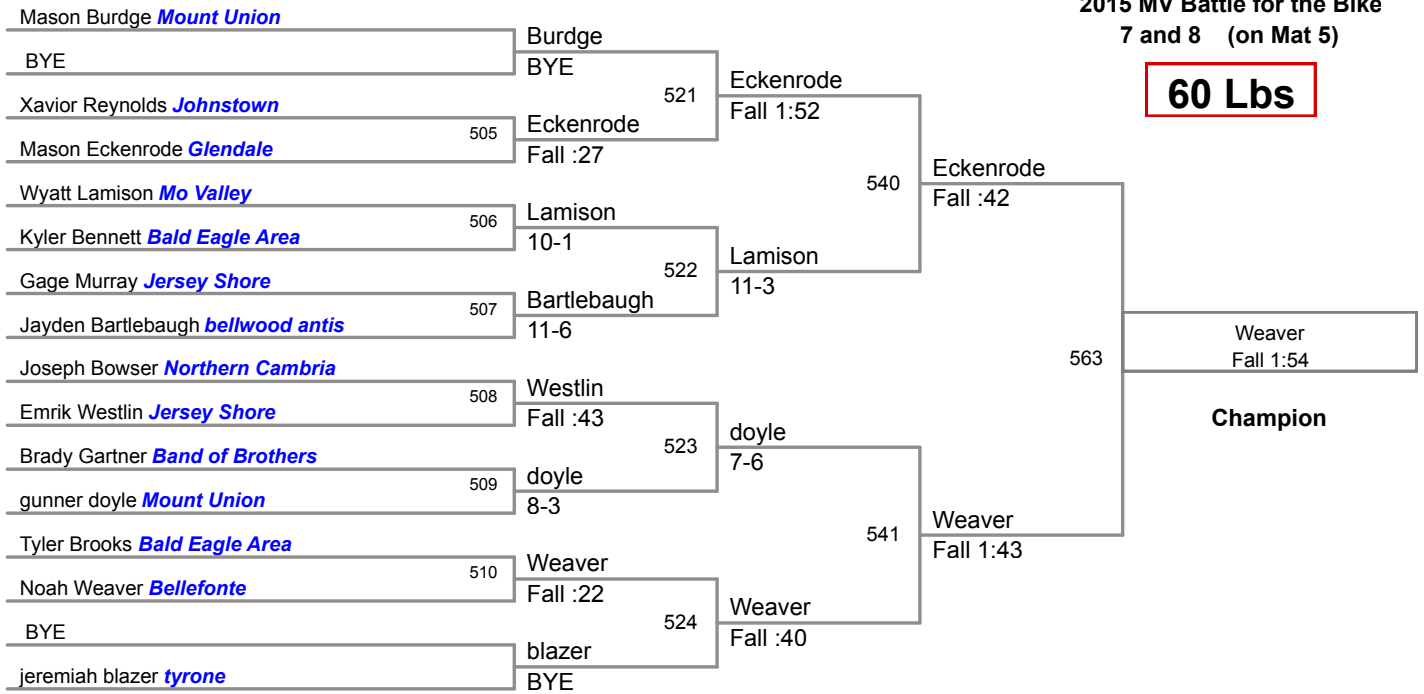 2015 MV Battle for the Bike
7 and 8 (on Mat 5)
60 Lbs
Mason Burdge Mount Union
BYE
Xavior Reynolds Johnstown
505
Mason Eckenrode Glendale
Wyatt Lamison Mo Valley
506
Kyler Bennett Bald Eagle Area
Gage Murray Jersey Shore
507
Jayden Bartlebaugh bellwood antis
Joseph Bowser Northern Cambria
508
Emrik Westlin Jersey Shore
Brady Gartner Band of Brothers
509
gunner doyle Mount Union
Tyler Brooks Bald Eagle Area
510
Noah Weaver Bellefonte
BYE
jeremiah blazer tyrone
Burdge
BYE
521
Eckenrode
Fall :27
Lamison
10-1
522
Bartlebaugh
11-6
Westlin
Fall :43
523
doyle
8-3
Weaver
Fall :22
524
blazer
BYE
Eckenrode
Fall 1:52
540
Lamison
11-3
doyle
7-6
541
Weaver
Fall :40
Eckenrode
Fall :42
563
Weaver
Fall 1:43
Weaver
Fall 1:54
Champion